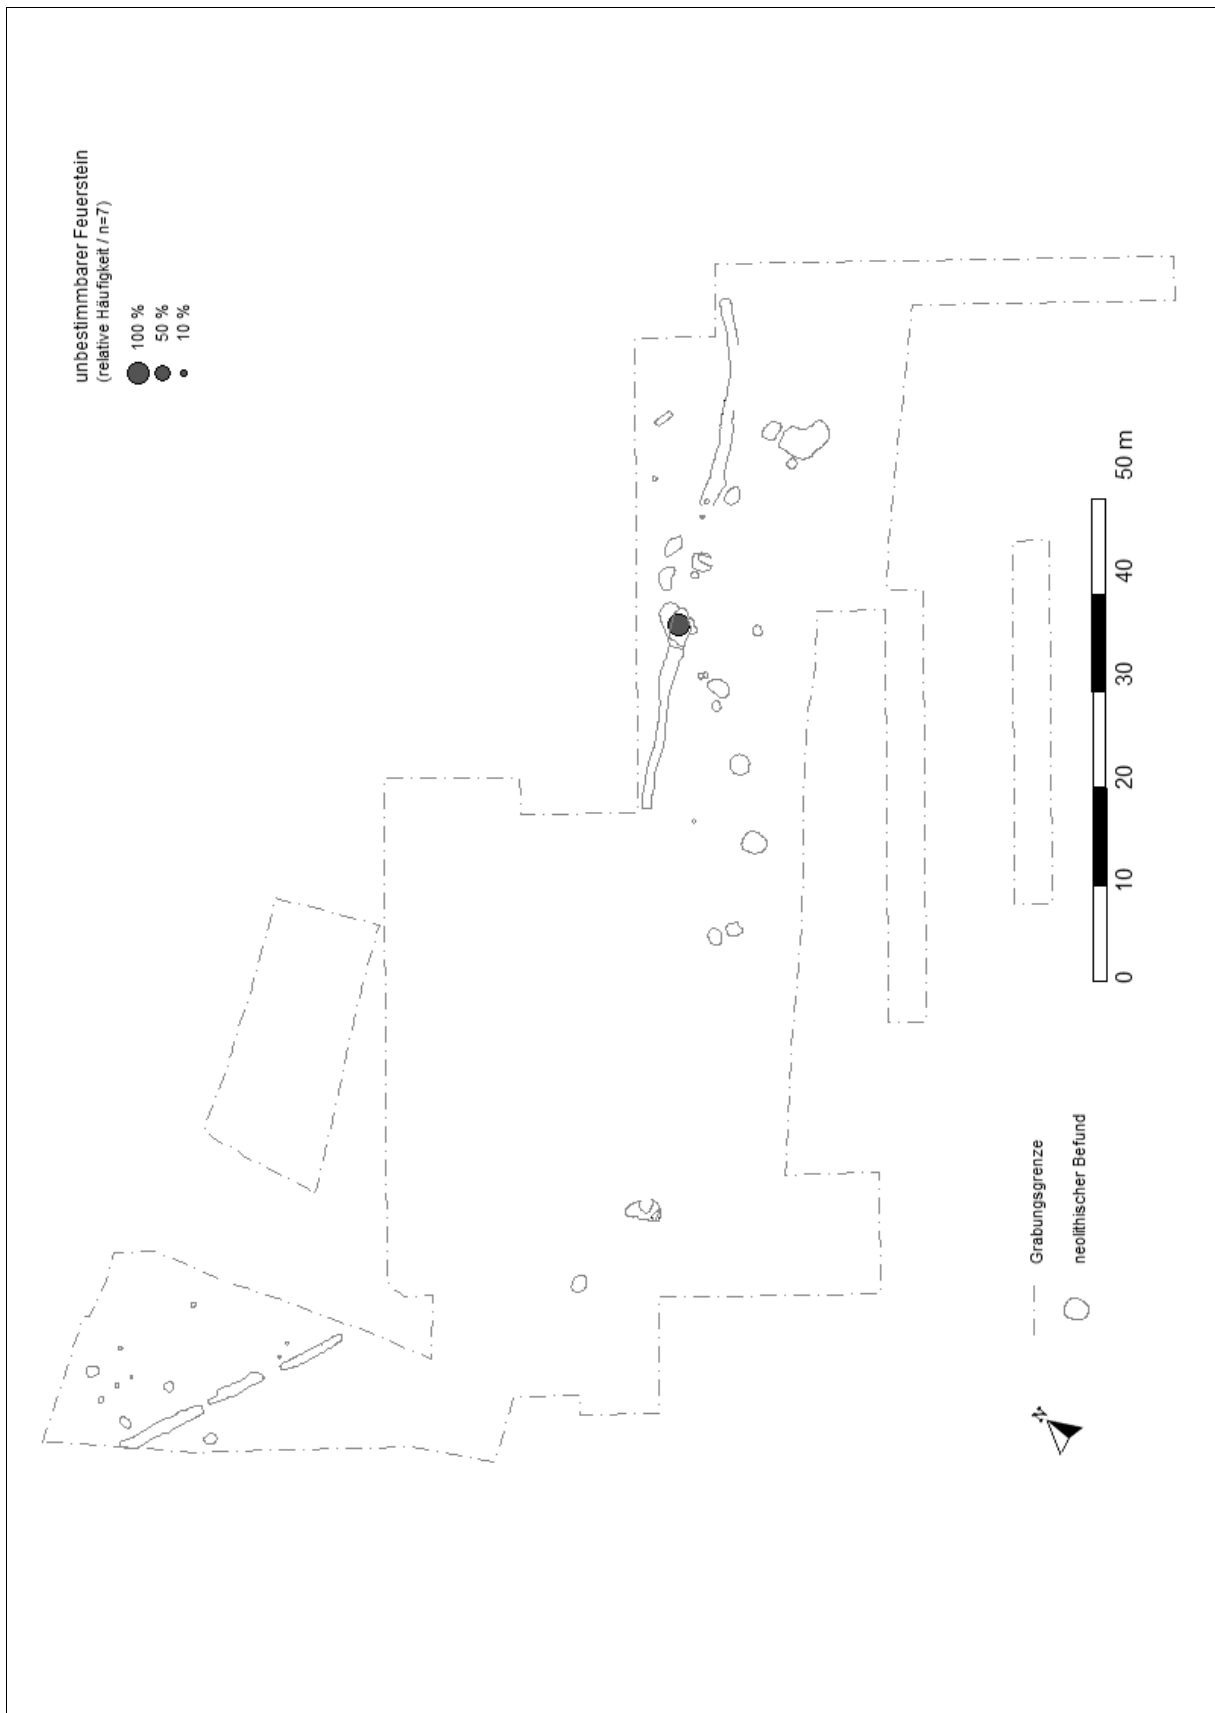 unbestimmbarer Feuerstein
(relative Häufigkeit / n=7)
100 %
50 %
10 %
0
10
20
30
40
50 m
Grabungsgrenze
neolithischer Befund
N